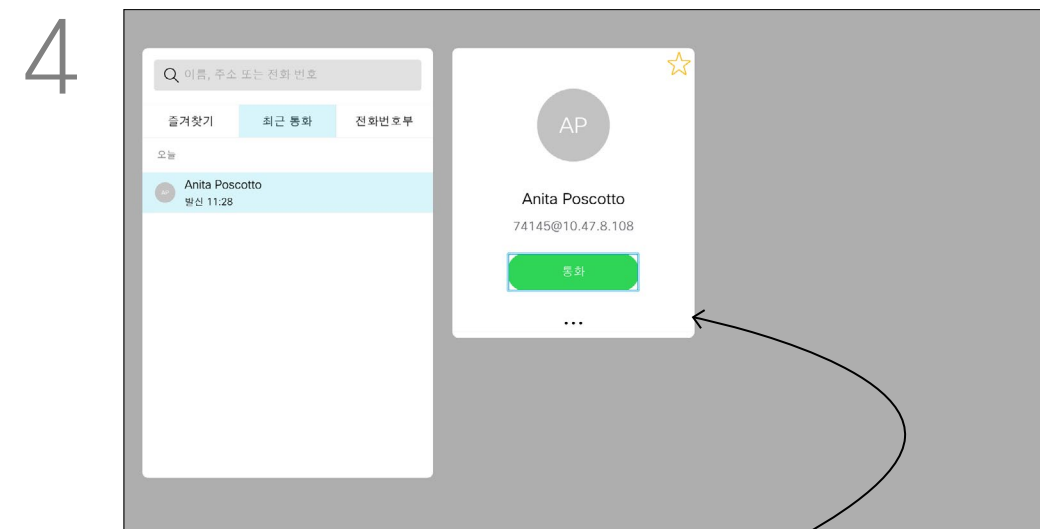 4
이름, 주소 또는 전화 번호
즐겨찾기 최근 통화 전화번호부
오늘
AP Anita Poscotto
발신 11:28
AP
Anita Poscotto
74145@10.47.8.108
통화
...